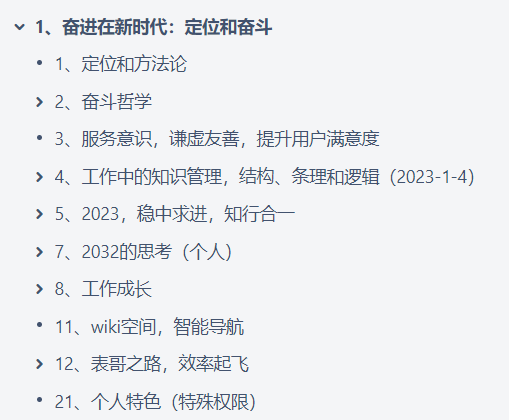 1、奋进在新时代：定位和奋斗
1、定位和方法论
2、奋斗哲学
3、服务意识，谦虚友善，提升用户满意度
4、工作中的知识管理，结构、条理和逻辑（2023-1-4）
5、2023，稳中求进，知行合一
7、2032的思考（个人）
8、工作成长
11、wiki空间，智能导航
12、表哥之路，效率起飞
21、个人特色（特殊权限）